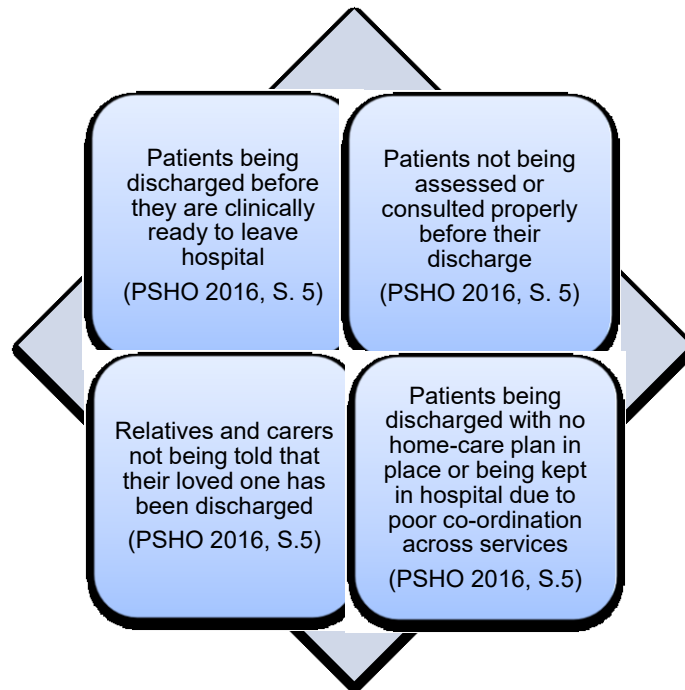 Patients being
discharged before
they are clinically
ready to leave
hospital
(PSHO 2016, S. 5)
Patients not being
assessed or
consulted properly
before their
discharge
(PSHO 2016, S. 5)
Relatives and carers
not being told that
their loved one has
been discharged
(PSHO 2016, S.5)
Patients being
discharged with no
home-care plan in
place or being kept
in hospital due to
poor co-ordination
across services
(PSHO 2016, S.5)